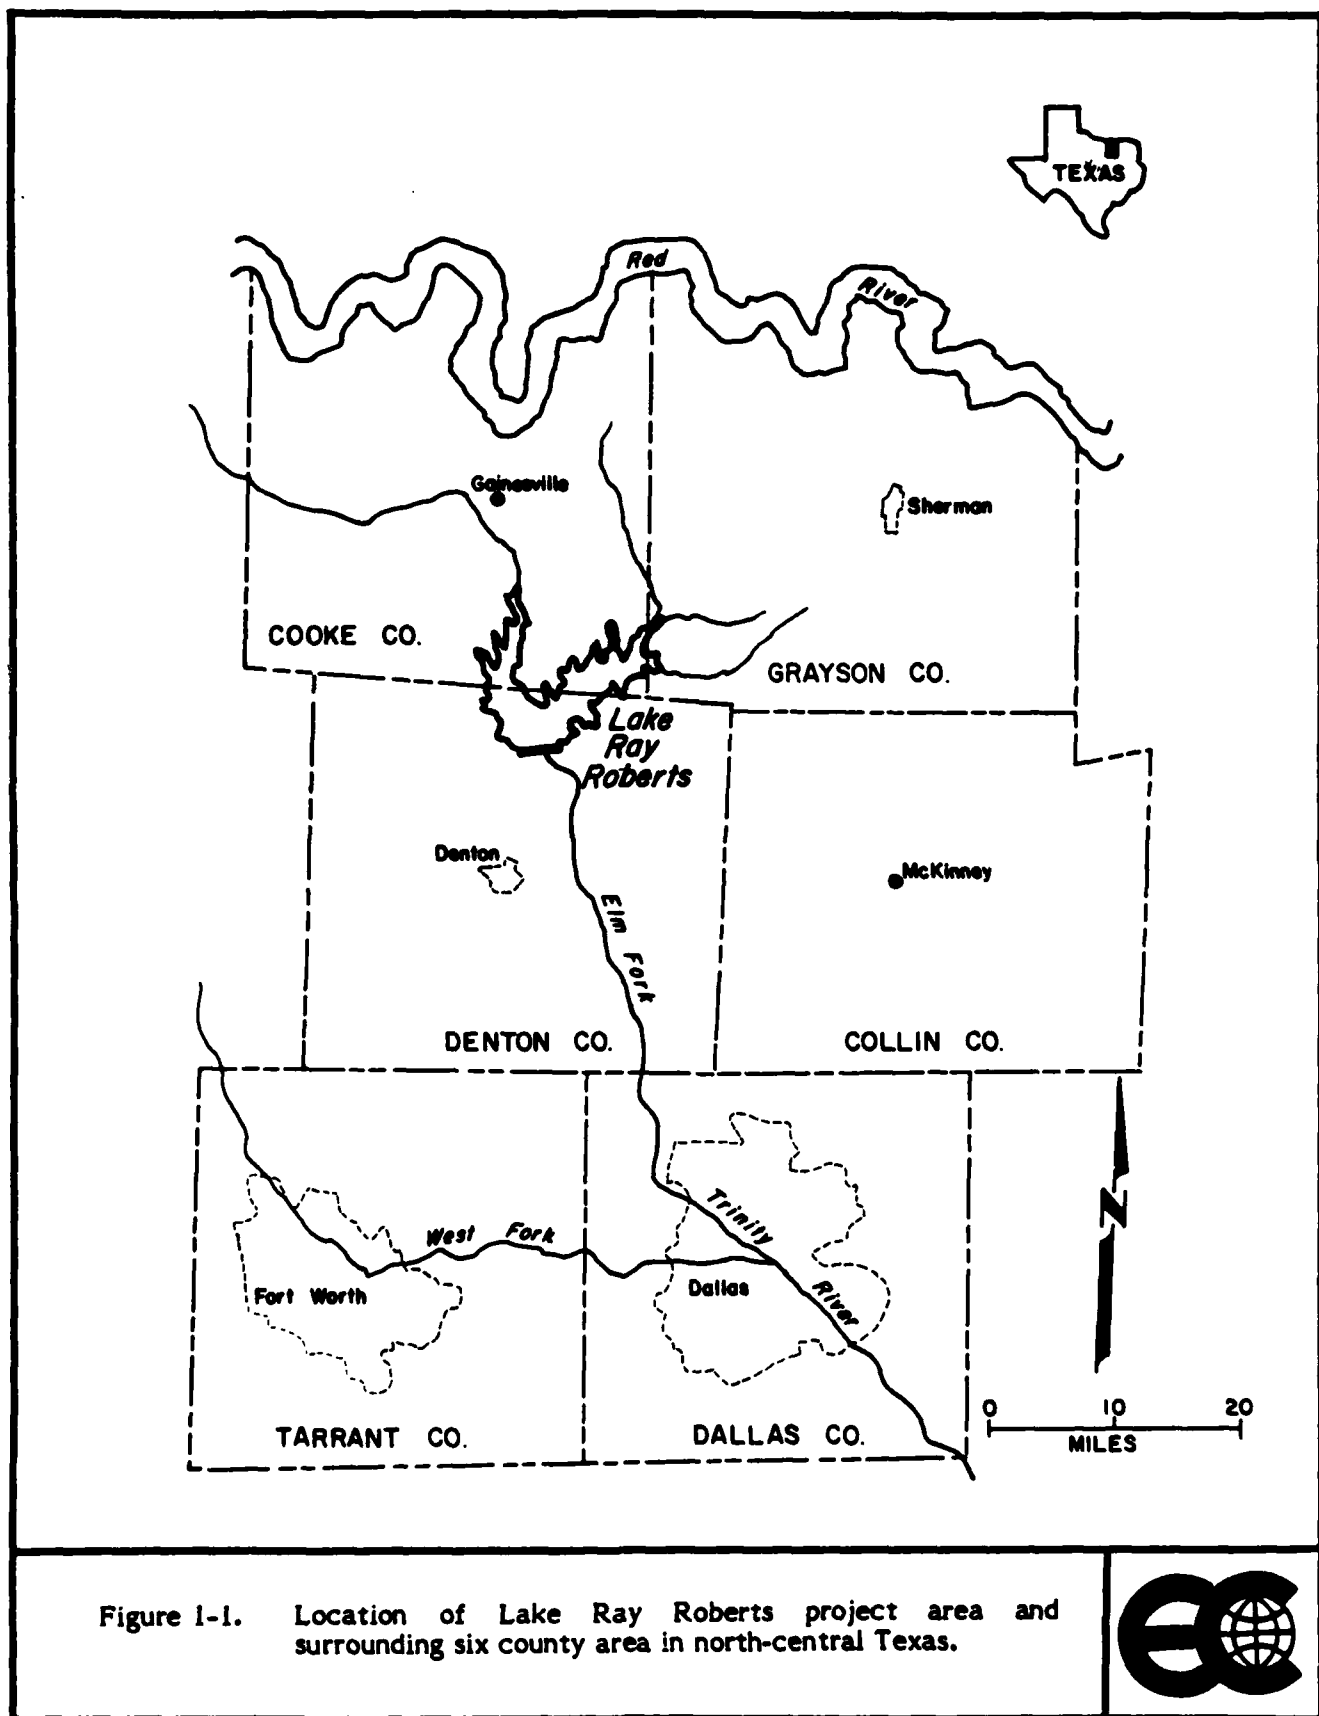 TEXAS
Red
River
Gainesville
Sherman
COOKE CO.
GRAYSON CO.
Lake
Ray
Roberts
Denton
McKinney
Elm Fork
DENTON CO.
COLLIN CO.
Trinity
West Fork
River
Dallas
Fort Worth
N
0 10 20
MILES
TARRANT CO.
DALLAS CO.
Figure 1-1. Location of Lake Ray Roberts project area and
surrounding six county area in north-central Texas.
ec